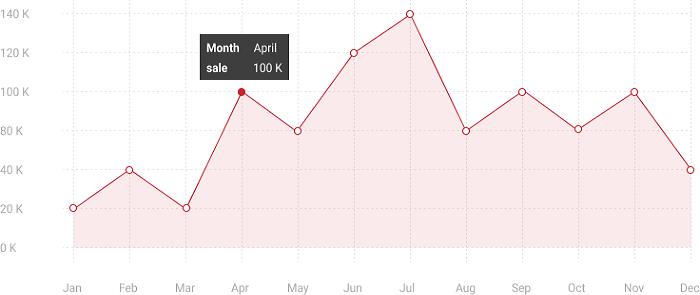 140 K
120 K
100 K
80 K
40 K
20 K
0 K
Month April
sale 100 K
Jan Feb Mar Apr May Jun Jul Aug Sep Oct Nov Dec